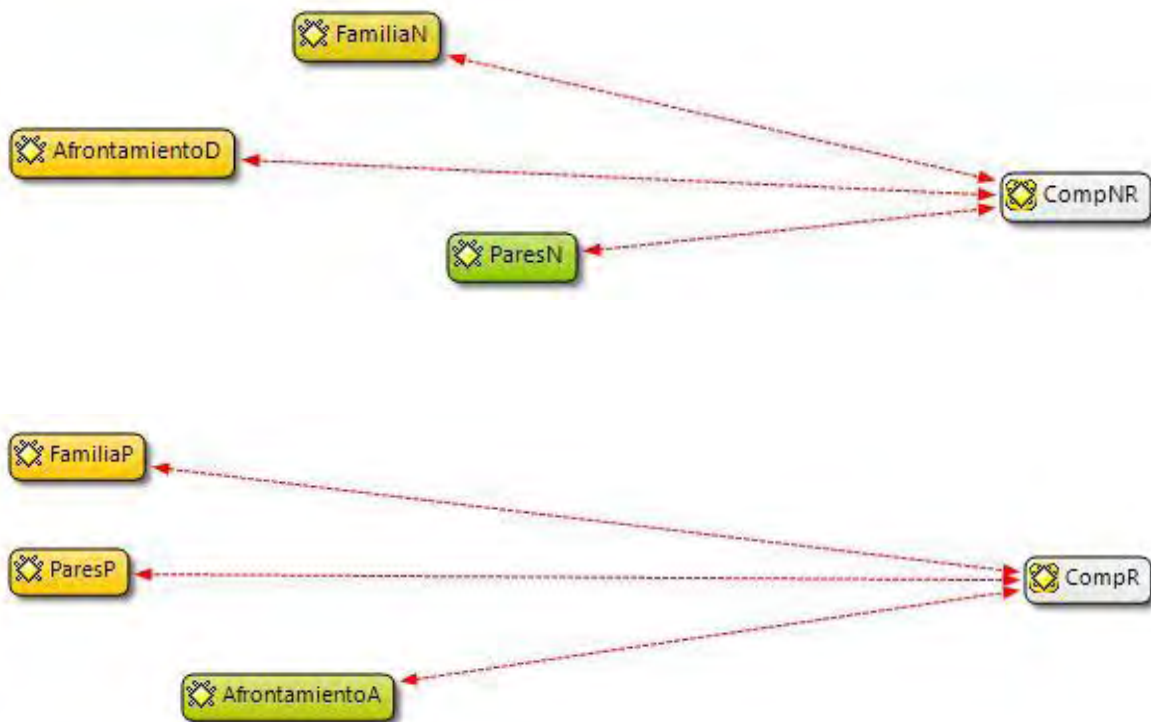 FamiliaN
AfrontamientoD
CompNR
ParesN
FamiliaP
ParesP
CompR
AfrontamientoA